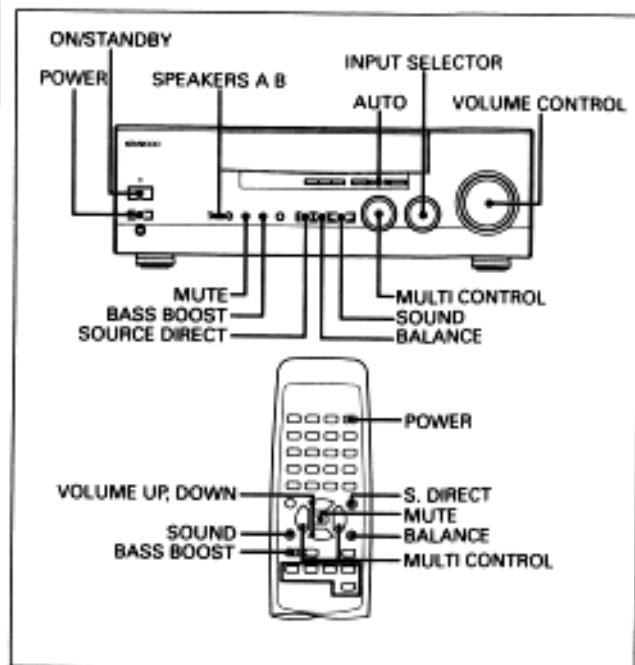 ON/STANDBY
POWER
SPEAKERS A B
INPUT SELECTOR
AUTO
VOLUME CONTROL
KENWOOD
MUTE
BASS BOOST
SOURCE DIRECT
MULTI CONTROL
SOUND
BALANCE
POWER
VOLUME UP, DOWN
SOUND
BASS BOOST
S. DIRECT
MUTE
BALANCE
MULTI CONTROL